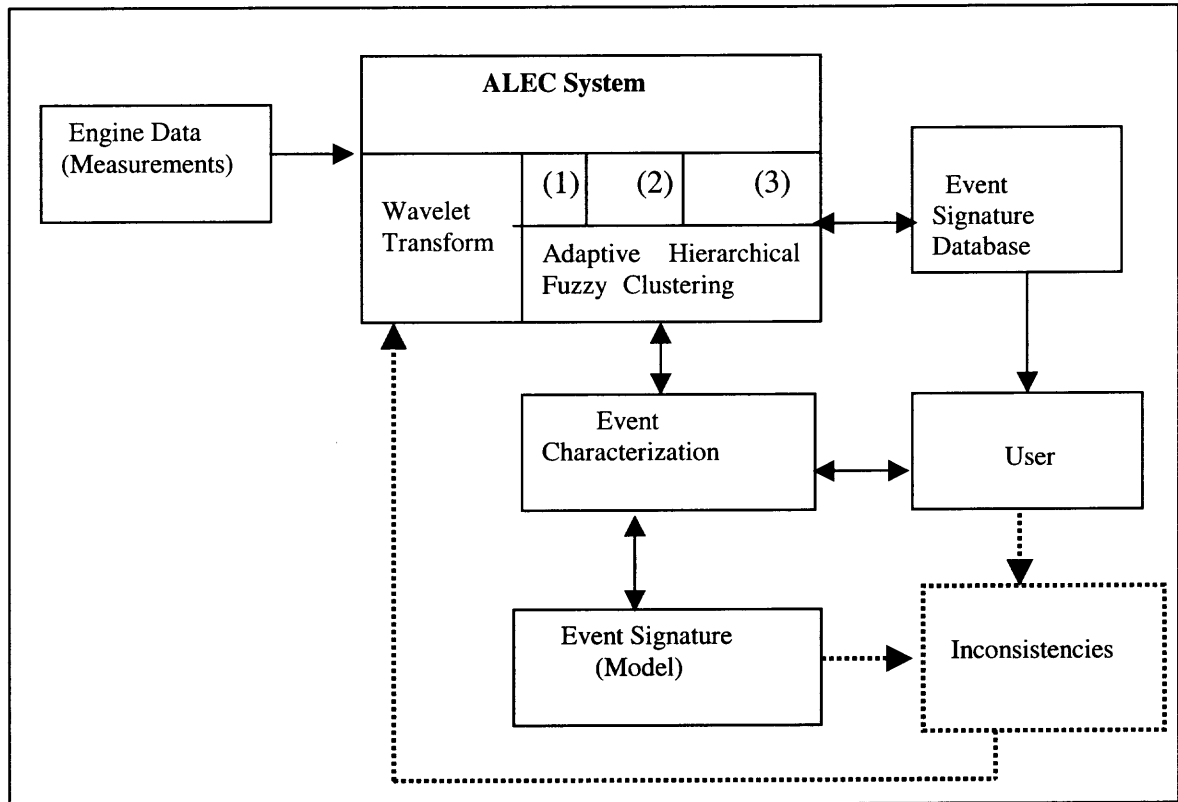 ALEC System
Engine Data
(Measurements)
(1) (2) (3)
Wavelet
Transform
Adaptive Hierarchical
Fuzzy Clustering
Event
Signature
Database
Event
Characterization
User
Event Signature
(Model)
Inconsistencies